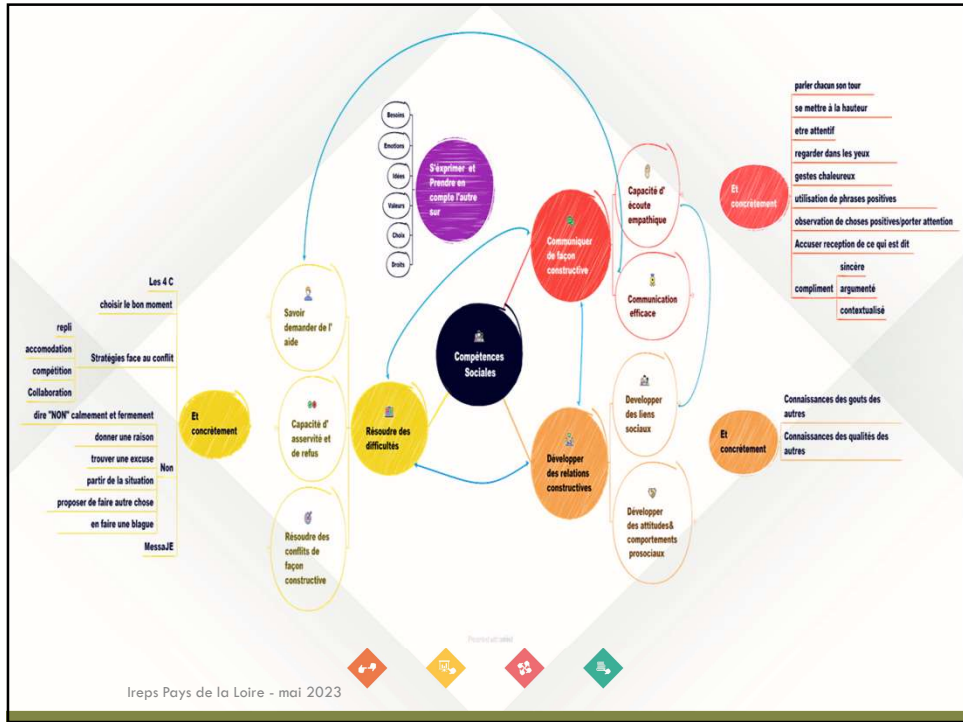 Compétences
Sociales
Communiquer
de façon
constructive
Capacité d'
écoute
empathique
Communication
efficace
Et
concrètement
parler chacun son tour
se mettre à la hauteur
etre attentif
regarder dans les yeux
gestes chaleureux
utilisation de phrases positives
observation de choses positives/porter attention
Accuser reception de ce qui est dit
compliment
sincère
argumenté
contextualisé
Développer
des relations
constructives
Developper
des liens
sociaux
Développer
des attitudes&
comportements
prosociaux
Et
concrètement
Connaissances des gouts des
autres
Connaissances des qualités des
autres
Résoudre des
difficultés
Savoir
demander de l'
aide
Capacité d'
asservité et
de refus
Résoudre des
conflits de
façon
constructive
Et
concrètement
Les 4 C
choisir le bon moment
Stratégies face au conflit
repli
accomodation
compétition
Collaboration
Non
dire "NON" calmement et fermement
donner une raison
trouver une excuse
partir de la situation
proposer de faire autre chose
en faire une blague
MessaJE
S'éxprimer et
Prendre en
compte l'autre
sur
Besoins
Emotions
Idées
Valeurs
Choix
Droits
Ireps Pays de la Loire - mai 2023